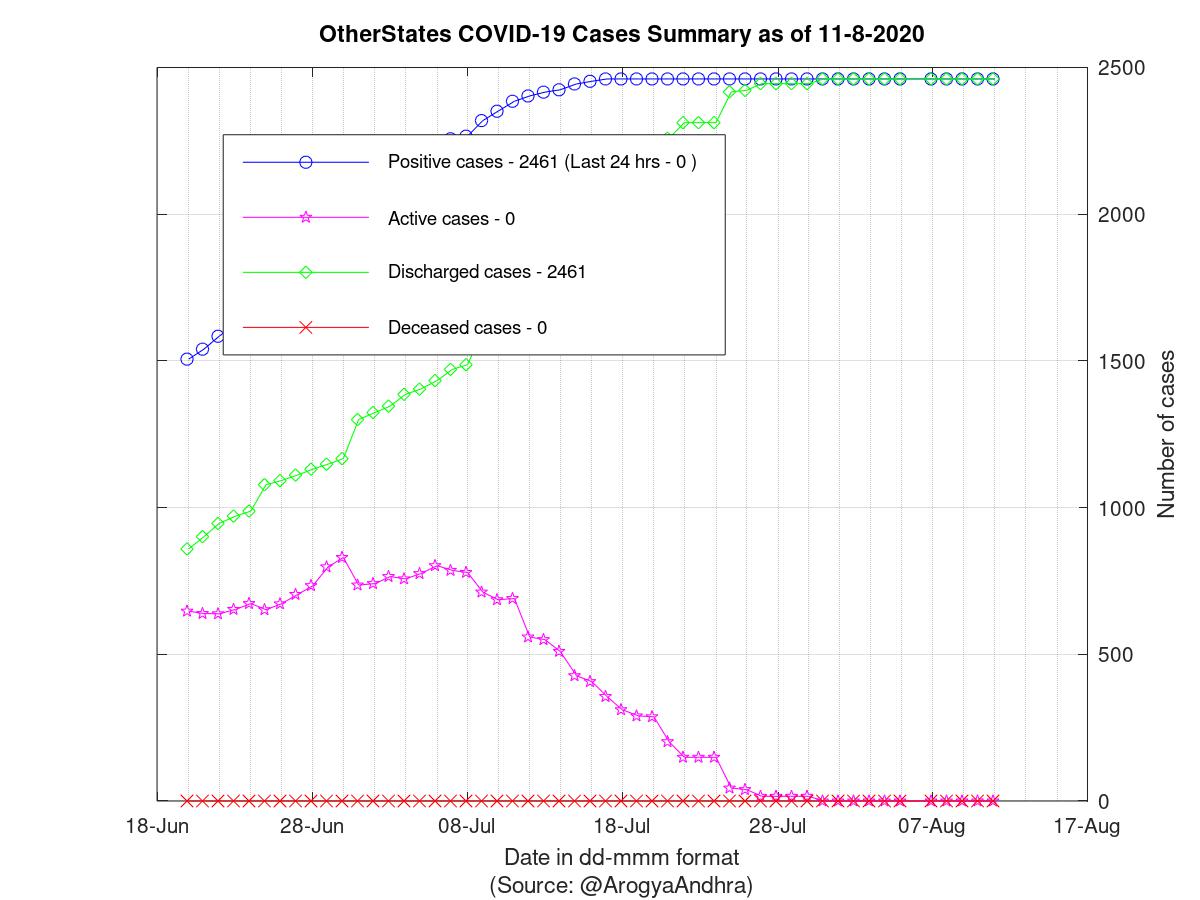 OtherStates COVID-19 Cases Summary as of 11-8-2020
2500
Positive cases - 2461 (Last 24 hrs - 0 )
2000
Active cases - 0
Discharged cases - 2461
Deceased cases - 0
1500
Number of cases
1000
500
0
18-Jun 28-Jun 08-Jul 18-Jul 28-Jul 07-Aug 17-Aug
Date in dd-mmm format
(Source: @ArogyaAndhra)